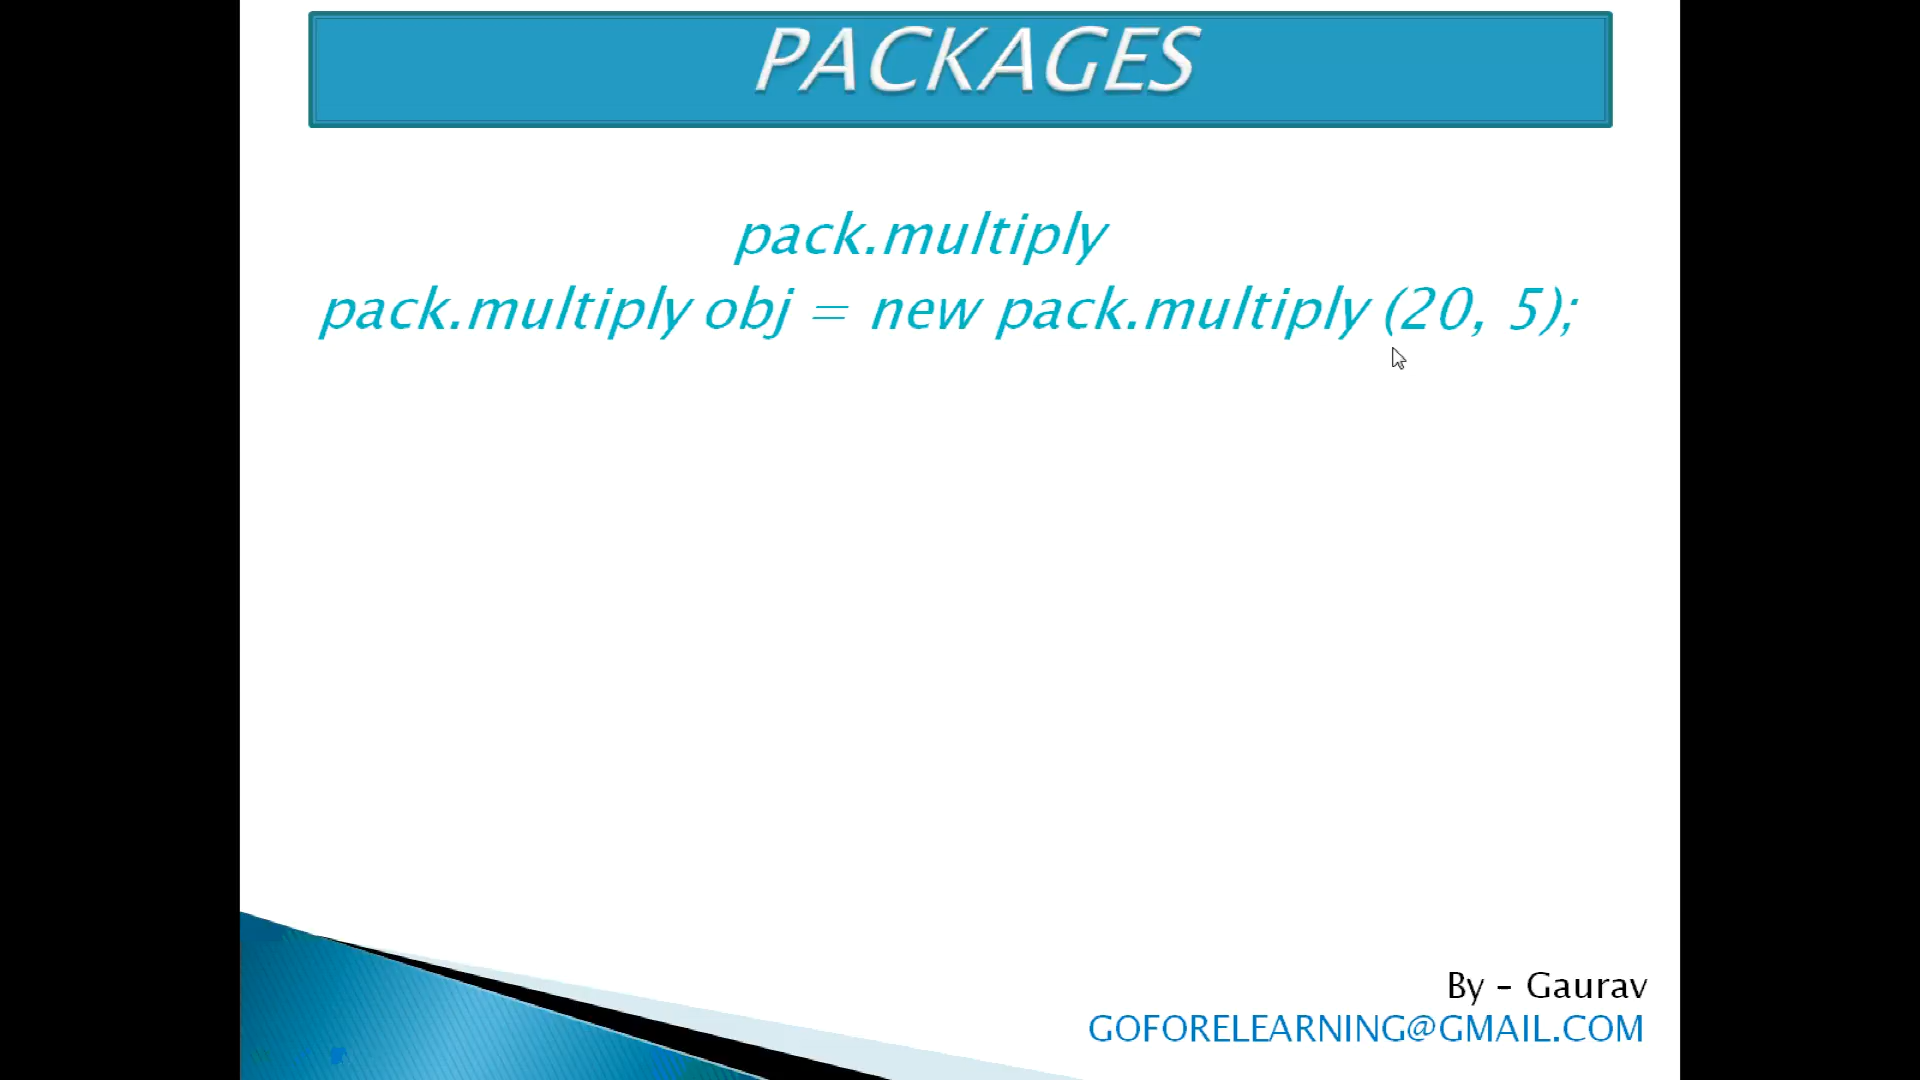 PACKAGES
pack.multiply
pack.multiply obj = new pack.multiply (20, 5);
By - Gaurav
GOFORELEARNING@GMAIL.COM